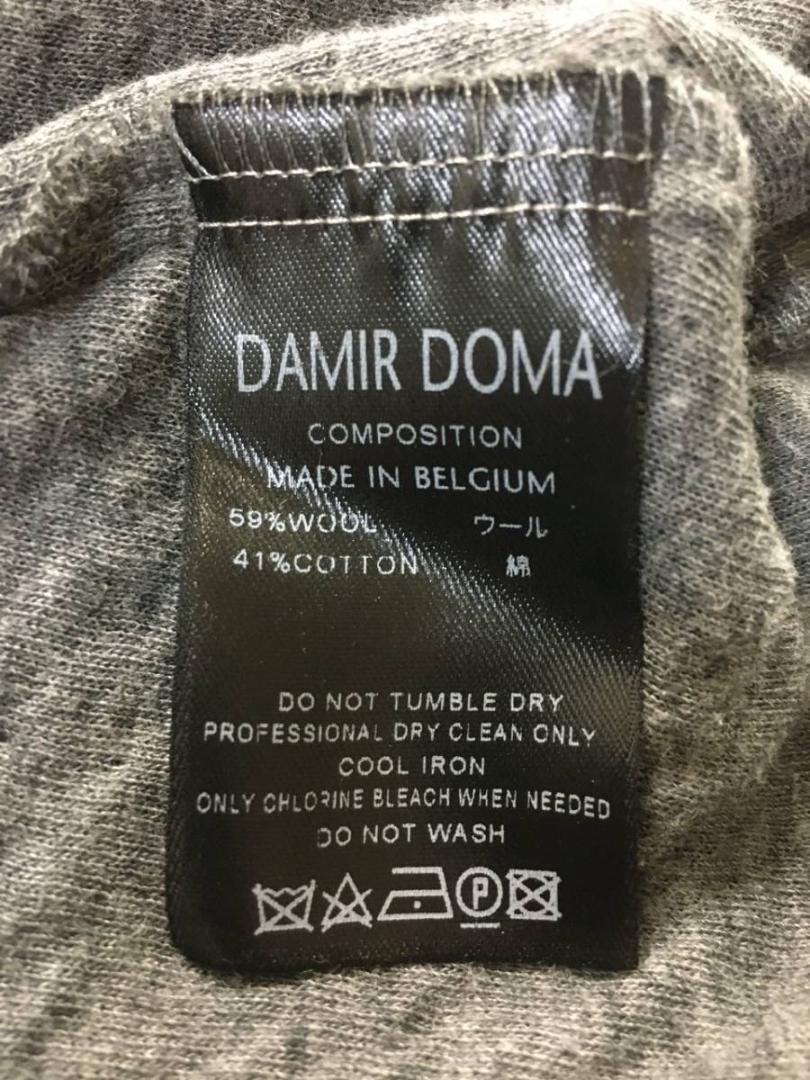 DAMIR DOMA
COMPOSITION
MADE IN BELGIUM
59%WOOL ウール
41%COTTON 綿
DO NOT TUMBLE DRY
PROFESSIONAL DRY CLEAN ONLY
COOL IRON
ONLY CHLORINE BLEACH WHEN NEEDED
DO NOT WASH
P